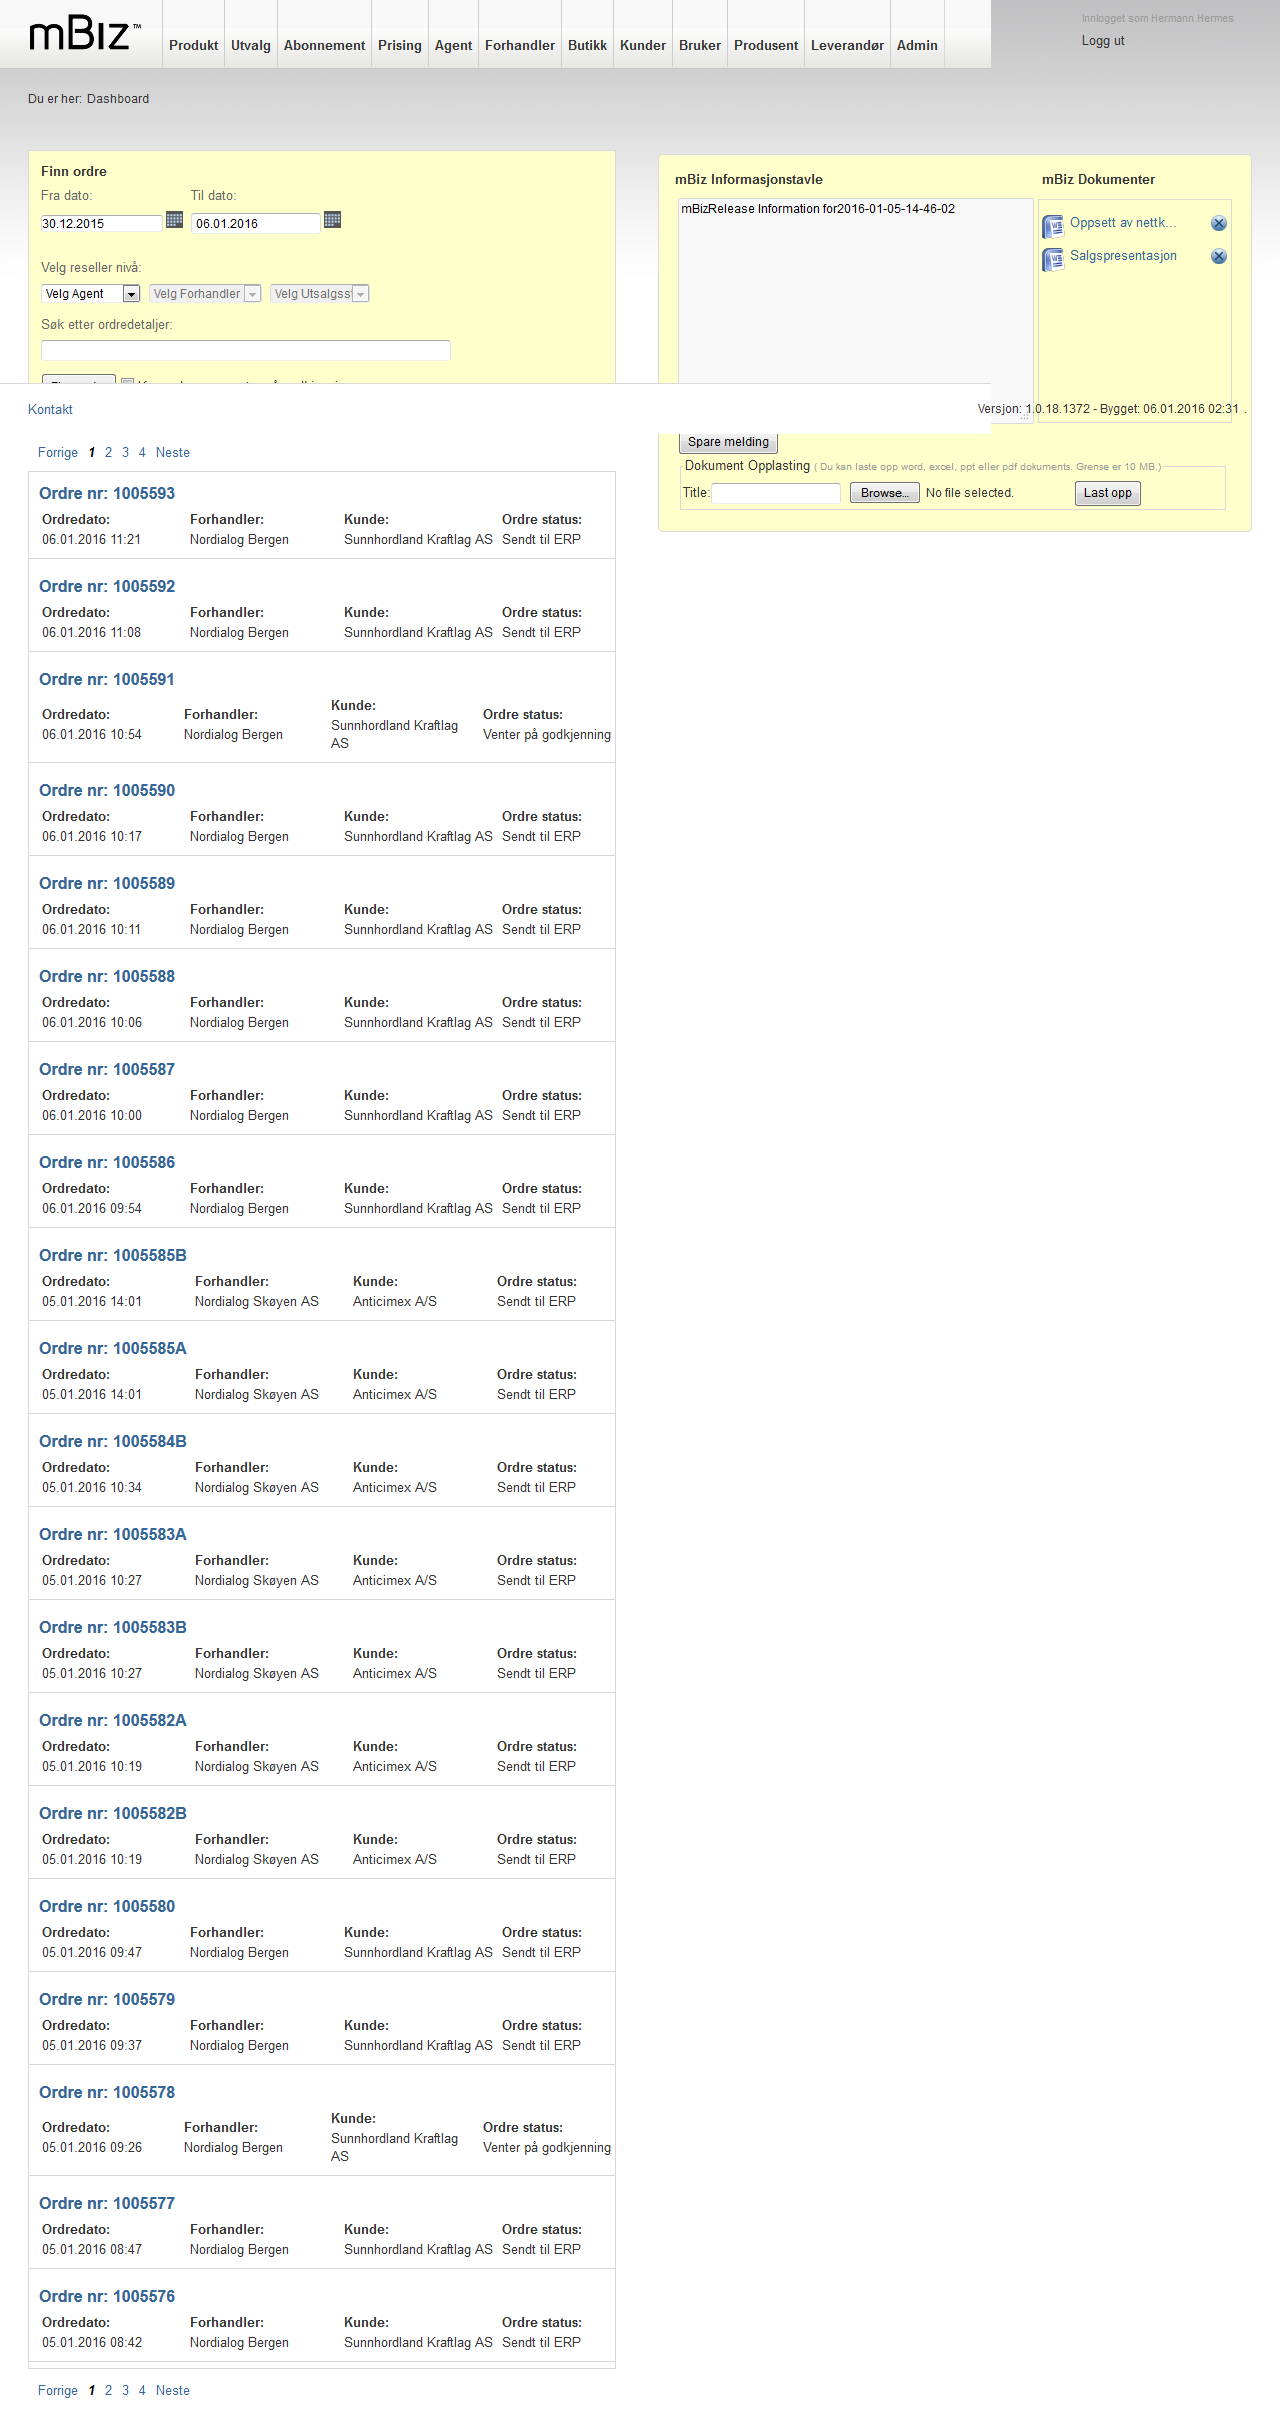 mBiz™
Produkt Utvalg Abonnement Prising Agent Forhandler Butikk Kunder Bruker Produsent Leverandør Admin
Innlogget som Hermann Hermes
Logg ut
Du er her: Dashboard
Finn ordre
Fra dato: Til dato:
30.12.2015 06.01.2016
Velg reseller nivå:
Velg Agent Velg Forhandler Velg Utsalgsst
Søk etter ordredetaljer:
mBiz Informasjonstavle mBiz Dokumenter
mBizRelease Information for2016-01-05-14-46-02
Oppsett av nettk...
Salgspresentasjon
Kontakt
Versjon: 1.0.18.1372 - Bygget: 06.01.2016 02:31 .
Spare melding
Dokument Opplasting ( Du kan laste opp word, excel, ppt eller pdf dokuments. Grense er 10 MB.)
Title: Browse... No file selected. Last opp
Forrige 1 2 3 4 Neste
Ordre nr: 1005593
Ordredato: Forhandler: Kunde: Ordre status:
06.01.2016 11:21 Nordialog Bergen Sunnhordland Kraftlag AS Sendt til ERP
Ordre nr: 1005592
Ordredato: Forhandler: Kunde: Ordre status:
06.01.2016 11:08 Nordialog Bergen Sunnhordland Kraftlag AS Sendt til ERP
Ordre nr: 1005591
Ordredato: Forhandler: Kunde: Ordre status:
06.01.2016 10:54 Nordialog Bergen Sunnhordland Kraftlag AS Venter på godkjenning
Ordre nr: 1005590
Ordredato: Forhandler: Kunde: Ordre status:
06.01.2016 10:17 Nordialog Bergen Sunnhordland Kraftlag AS Sendt til ERP
Ordre nr: 1005589
Ordredato: Forhandler: Kunde: Ordre status:
06.01.2016 10:11 Nordialog Bergen Sunnhordland Kraftlag AS Sendt til ERP
Ordre nr: 1005588
Ordredato: Forhandler: Kunde: Ordre status:
06.01.2016 10:06 Nordialog Bergen Sunnhordland Kraftlag AS Sendt til ERP
Ordre nr: 1005587
Ordredato: Forhandler: Kunde: Ordre status:
06.01.2016 10:00 Nordialog Bergen Sunnhordland Kraftlag AS Sendt til ERP
Ordre nr: 1005586
Ordredato: Forhandler: Kunde: Ordre status:
06.01.2016 09:54 Nordialog Bergen Sunnhordland Kraftlag AS Sendt til ERP
Ordre nr: 1005585B
Ordredato: Forhandler: Kunde: Ordre status:
05.01.2016 14:01 Nordialog Skøyen AS Anticimex A/S Sendt til ERP
Ordre nr: 1005585A
Ordredato: Forhandler: Kunde: Ordre status:
05.01.2016 14:01 Nordialog Skøyen AS Anticimex A/S Sendt til ERP
Ordre nr: 1005584B
Ordredato: Forhandler: Kunde: Ordre status:
05.01.2016 10:34 Nordialog Skøyen AS Anticimex A/S Sendt til ERP
Ordre nr: 1005583A
Ordredato: Forhandler: Kunde: Ordre status:
05.01.2016 10:27 Nordialog Skøyen AS Anticimex A/S Sendt til ERP
Ordre nr: 1005583B
Ordredato: Forhandler: Kunde: Ordre status:
05.01.2016 10:27 Nordialog Skøyen AS Anticimex A/S Sendt til ERP
Ordre nr: 1005582A
Ordredato: Forhandler: Kunde: Ordre status:
05.01.2016 10:19 Nordialog Skøyen AS Anticimex A/S Sendt til ERP
Ordre nr: 1005582B
Ordredato: Forhandler: Kunde: Ordre status:
05.01.2016 10:19 Nordialog Skøyen AS Anticimex A/S Sendt til ERP
Ordre nr: 1005580
Ordredato: Forhandler: Kunde: Ordre status:
05.01.2016 09:47 Nordialog Bergen Sunnhordland Kraftlag AS Sendt til ERP
Ordre nr: 1005579
Ordredato: Forhandler: Kunde: Ordre status:
05.01.2016 09:37 Nordialog Bergen Sunnhordland Kraftlag AS Sendt til ERP
Ordre nr: 1005578
Ordredato: Forhandler: Kunde: Ordre status:
05.01.2016 09:26 Nordialog Bergen Sunnhordland Kraftlag AS Venter på godkjenning
Ordre nr: 1005577
Ordredato: Forhandler: Kunde: Ordre status:
05.01.2016 08:47 Nordialog Bergen Sunnhordland Kraftlag AS Sendt til ERP
Ordre nr: 1005576
Ordredato: Forhandler: Kunde: Ordre status:
05.01.2016 08:42 Nordialog Bergen Sunnhordland Kraftlag AS Sendt til ERP
Forrige 1 2 3 4 Neste